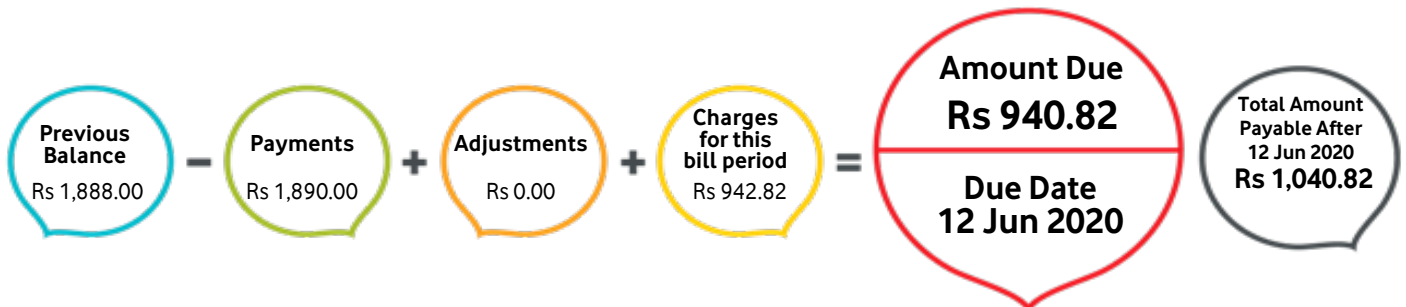 Previous
Balance
Rs 1,888.00
-
Payments
Rs 1,890.00
+
Adjustments
Rs 0.00
+
Charges
for this
bill period
Rs 942.82
=
Amount Due
Rs 940.82
Due Date
12 Jun 2020
Total Amount
Payable After
12 Jun 2020
Rs 1,040.82